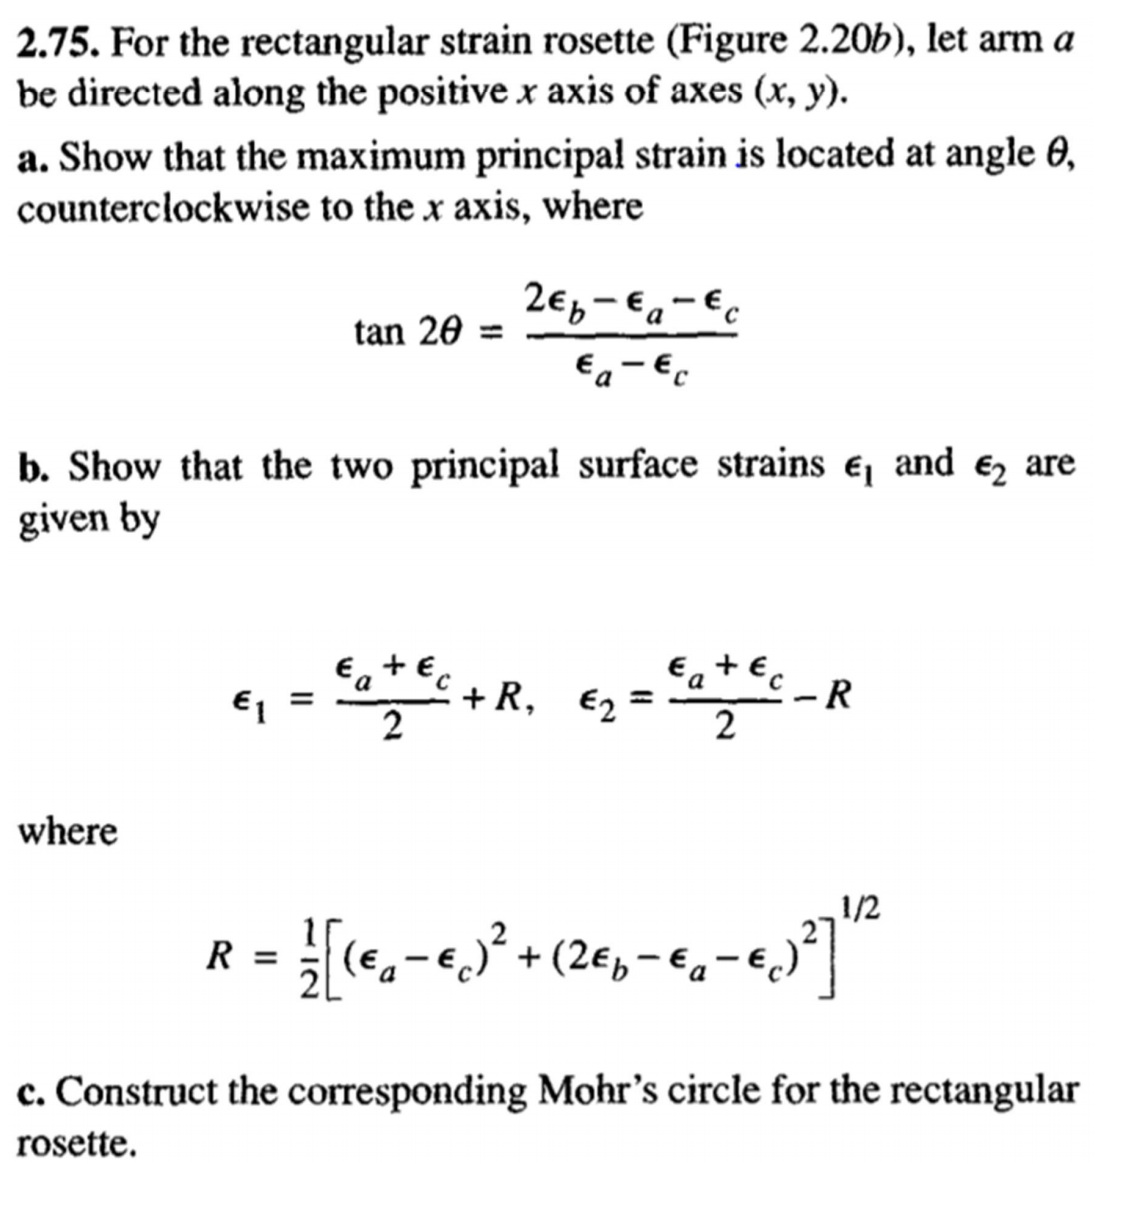 2.75. For the rectangular strain rosette (Figure 2.20b), let arm a
be directed along the positive x axis of axes (x, y).
a. Show that the maximum principal strain is located at angle θ,
counterclockwise to the x axis, where
tan 2θ = (2ϵ_b − ϵ_a − ϵ_c) / (ϵ_a − ϵ_c)
b. Show that the two principal surface strains ϵ₁ and ϵ₂ are
given by
ϵ₁ = (ϵ_a + ϵ_c)/2 + R, ϵ₂ = (ϵ_a + ϵ_c)/2 − R
where
R = 1/2[(ϵ_a − ϵ_c)² + (2ϵ_b − ϵ_a − ϵ_c)²]^1/2
c. Construct the corresponding Mohr's circle for the rectangular
rosette.